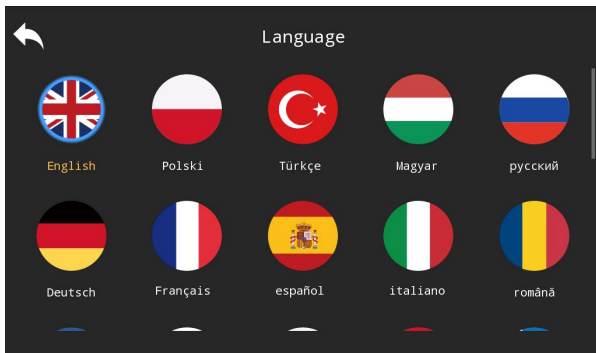 Language
English
Polski
Türkçe
Magyar
русский
Deutsch
Français
español
italiano
română